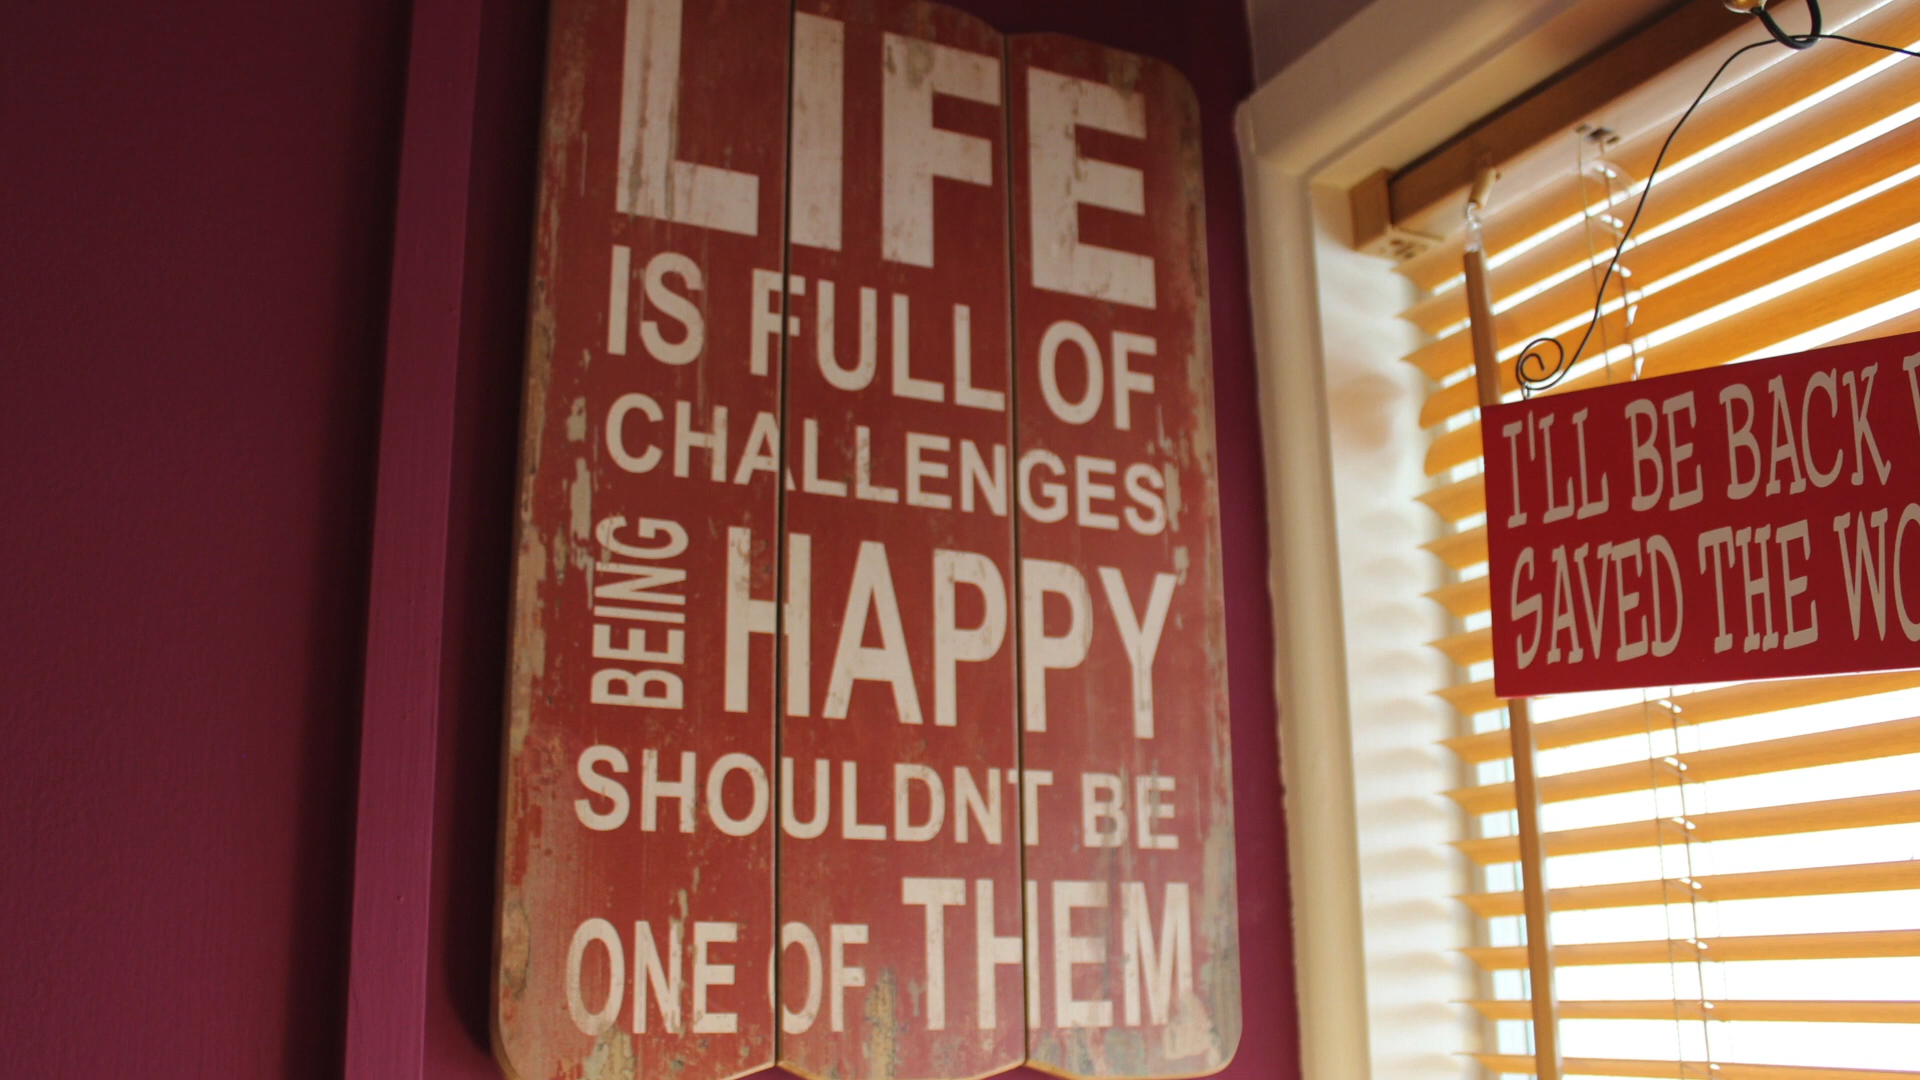 LIFE
IS FULL OF
CHALLENGES
BEING HAPPY
SHOULDNT BE
ONE OF THEM
I'LL BE BACK
SAVED THE